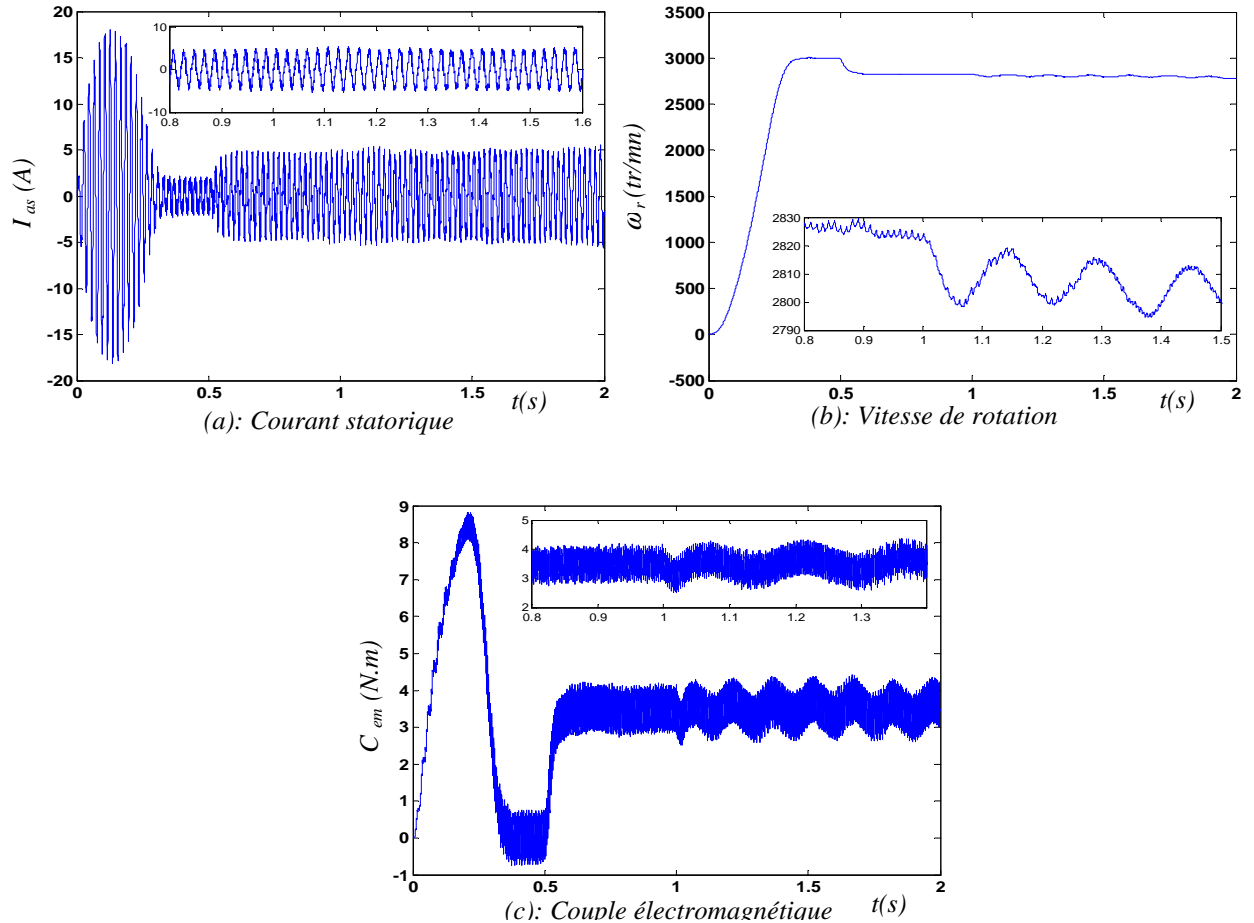 20
15
10
5
0
-5
-10
-15
-20
I as (A)
10
0
-10
0.8 0.9 1 1.1 1.2 1.3 1.4 1.5 1.6
0 0.5 1 1.5 2
t(s)
(a): Courant statorique
3500
3000
2500
2000
1500
1000
500
0
-500
ω r (tr/mn)
2830
2820
2810
2800
2790
0.8 0.9 1 1.1 1.2 1.3 1.4 1.5
0 0.5 1 1.5 2
t(s)
(b): Vitesse de rotation
9
8
7
6
5
4
3
2
1
0
-1
C em (N.m)
5
4
3
2
0.8 0.9 1 1.1 1.2 1.3
0 0.5 1 1.5 2
t(s)
(c): Couple électromagnétique